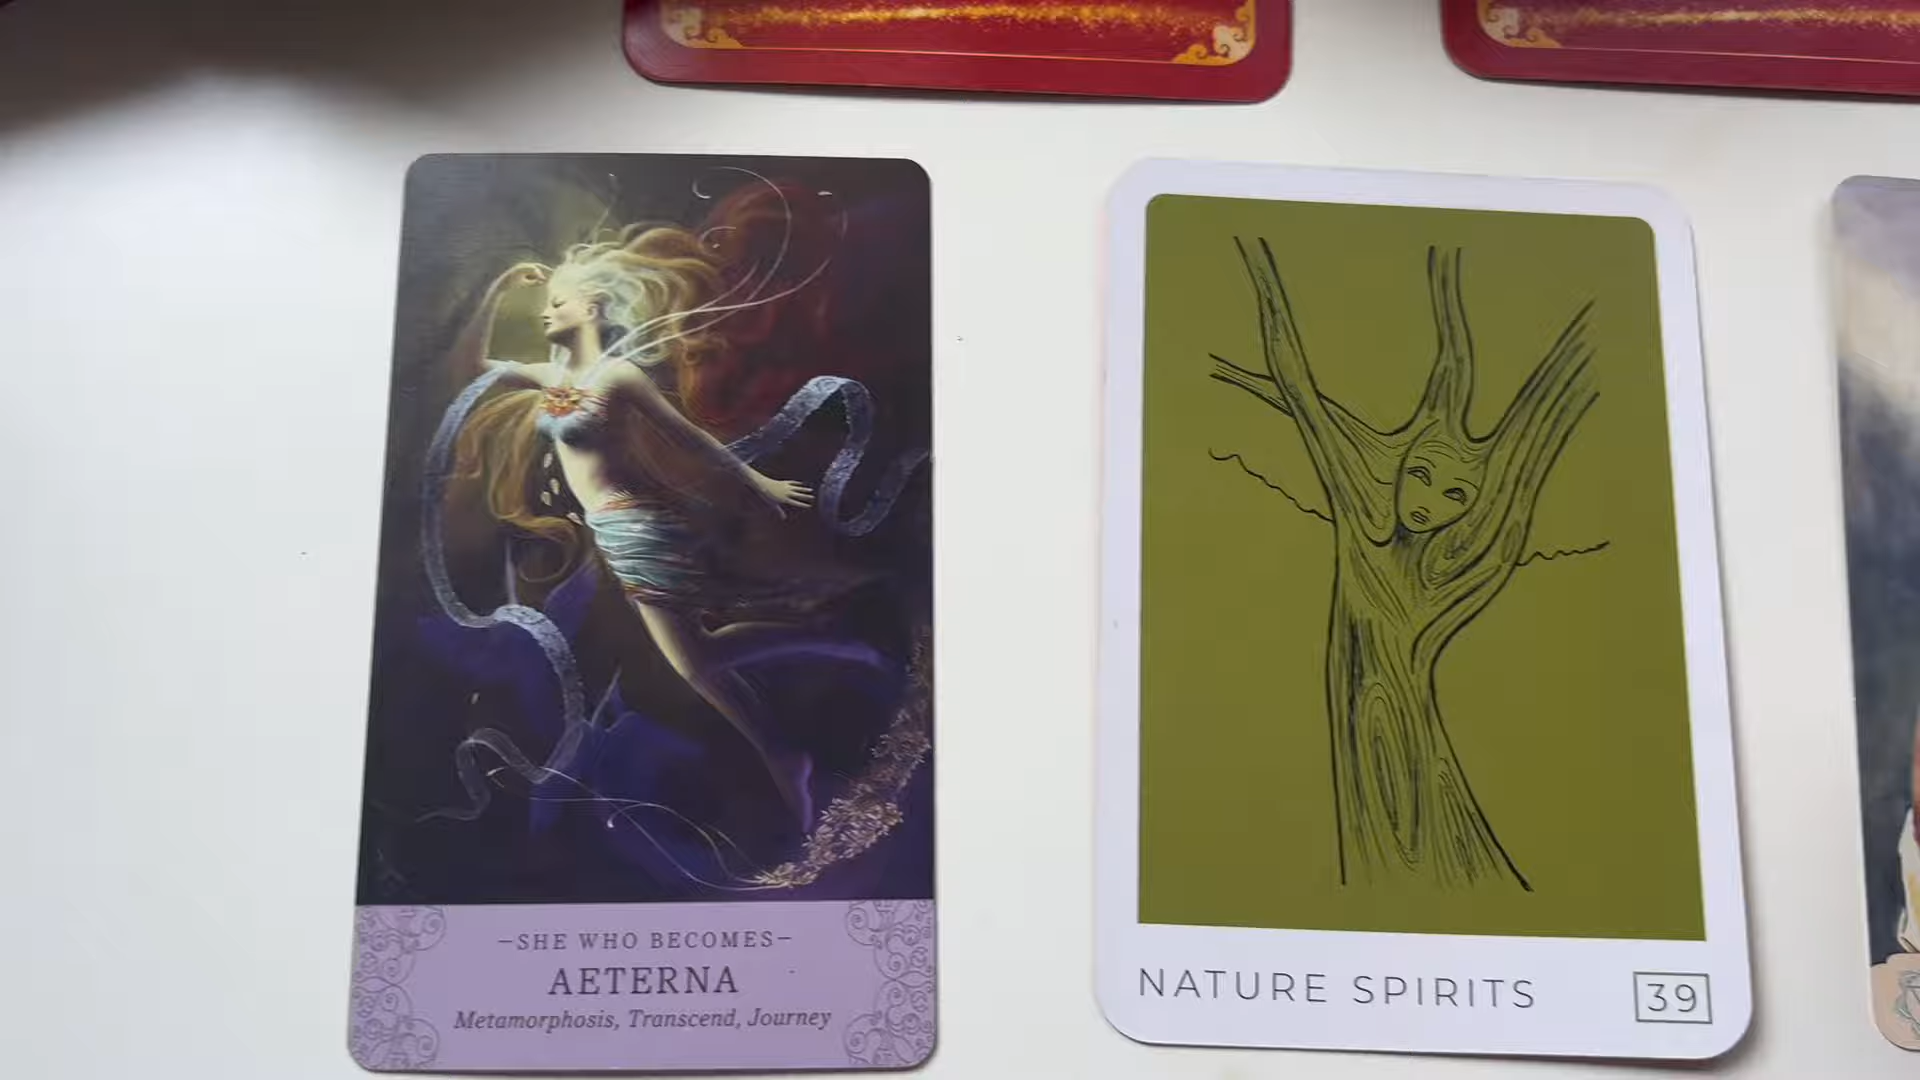 –SHE WHO BECOMES–
AETERNA
Metamorphosis, Transcend, Journey
NATURE SPIRITS 39